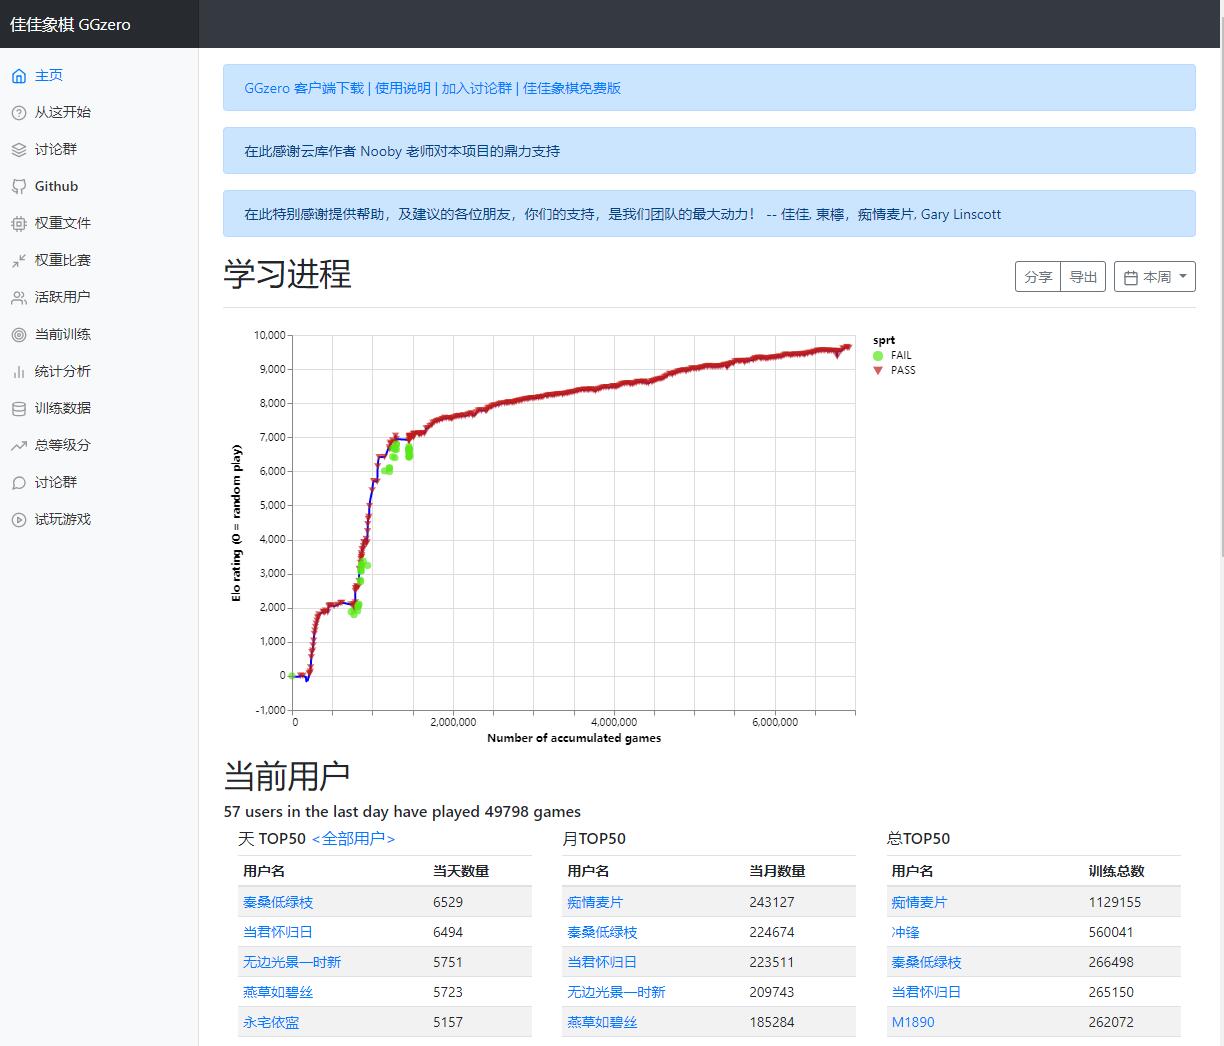 佳佳象棋 GGzero
主页
从这开始
讨论群
Github
权重文件
权重比赛
活跃用户
当前训练
统计分析
训练数据
总等级分
讨论群
试玩游戏
GGzero 客户端下载 | 使用说明 | 加入讨论群 | 佳佳象棋免费版
在此感谢云库作者 Nooby 老师对本项目的鼎力支持
在此特别感谢提供帮助，及建议的各位朋友，你们的支持，是我们团队的最大动力！ -- 佳佳, 東檸，痴情麦片, Gary Linscott
学习进程
分享 导出 本周
10,000
9,000
8,000
7,000
6,000
5,000
4,000
3,000
2,000
1,000
0
-1,000
Elo rating (0 = random play)
0 2,000,000 4,000,000 6,000,000
Number of accumulated games
sprt
FAIL
PASS
当前用户
57 users in the last day have played 49798 games
天 TOP50 <全部用户>
用户名 当天数量
秦桑低绿枝 6529
当君怀归日 6494
无边光景一时新 5751
燕草如碧丝 5723
永宅依寍 5157
月TOP50
用户名 当月数量
痴情麦片 243127
秦桑低绿枝 224674
当君怀归日 223511
无边光景一时新 209743
燕草如碧丝 185284
总TOP50
用户名 训练总数
痴情麦片 1129155
冲锋 560041
秦桑低绿枝 266498
当君怀归日 265150
M1890 262072